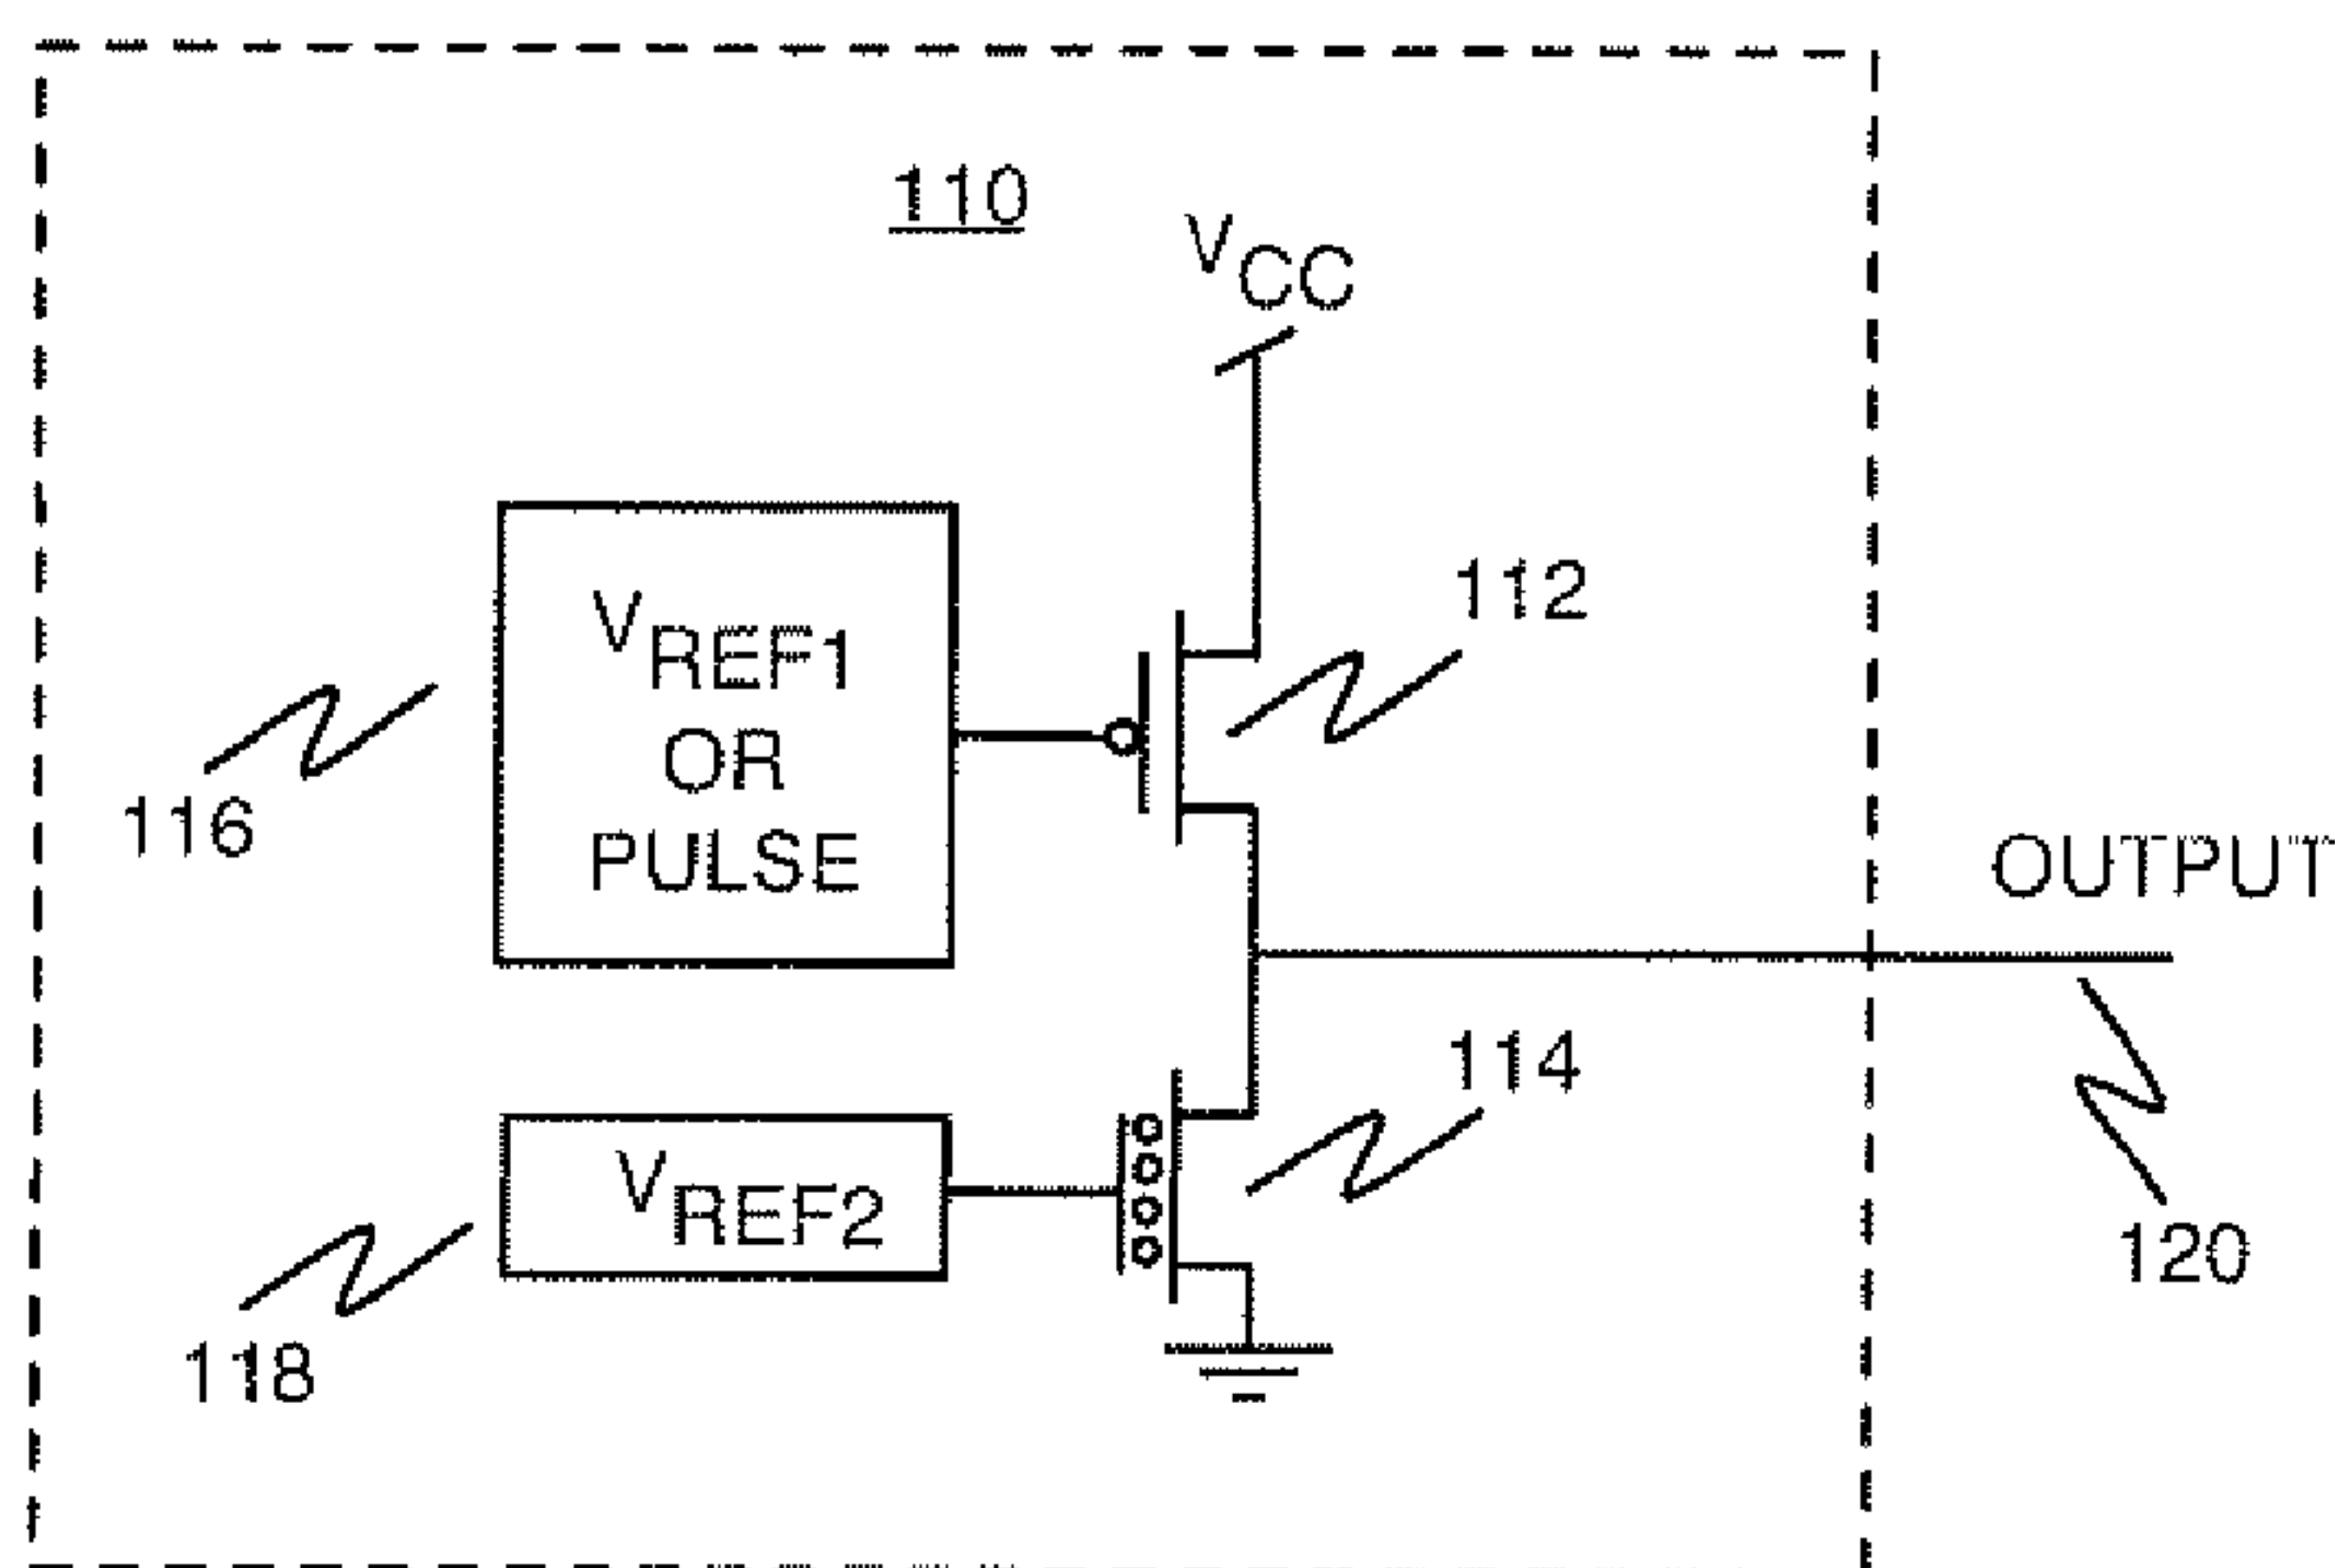 110
VCC
112
VREF1
OR
PULSE
116
OUTPUT
114
VREF2
120
118